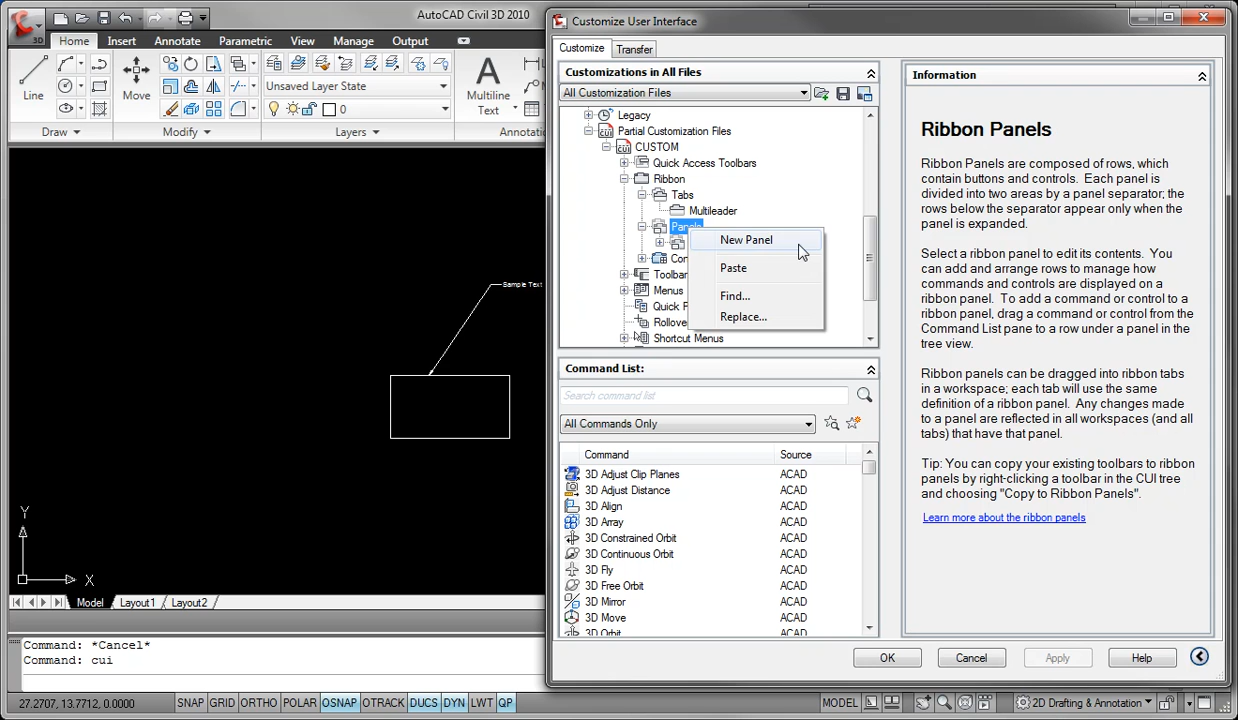 AutoCAD Civil 3D 2010
3D
Home
Insert
Annotate
Parametric
View
Manage
Output
Line
Move
Unsaved Layer State
0
Multiline
Text
Draw
Modify
Layers
Sample Text
Y
X
Model
Layout1
Layout2
Command: *Cancel*
Command: cui
27.2707, 13.7712, 0.0000
SNAP
GRID
ORTHO
POLAR
OSNAP
OTRACK
DUCS
DYN
LWT
QP
MODEL
2D Drafting & Annotation
Customize User Interface
Customize
Transfer
Customizations in All Files
All Customization Files
Legacy
Partial Customization Files
CUSTOM
Quick Access Toolbars
Ribbon
Tabs
Multileader
Menus
Shortcut Menus
New Panel
Paste
Find...
Replace...
Command List:
Search command list
All Commands Only
Command Source
3D Adjust Clip Planes ACAD
3D Adjust Distance ACAD
3D Align ACAD
3D Array ACAD
3D Constrained Orbit ACAD
3D Continuous Orbit ACAD
3D Fly ACAD
3D Free Orbit ACAD
3D Mirror ACAD
3D Move ACAD
3D Orbit ACAD
Information
Ribbon Panels
Ribbon Panels are composed of rows, which
contain buttons and controls. Each panel is
divided into two areas by a panel separator; the
rows below the separator appear only when the
panel is expanded.
Select a ribbon panel to edit its contents. You
can add and arrange rows to manage how
commands and controls are displayed on a
ribbon panel. To add a command or control to a
ribbon panel, drag a command or control from the
Command List pane to a row under a panel in the
tree view.
Ribbon panels can be dragged into ribbon tabs
in a workspace; each tab will use the same
definition of a ribbon panel. Any changes made
to a panel are reflected in all workspaces (and all
tabs) that have that panel.
Tip: You can copy your existing toolbars to ribbon
panels by right-clicking a toolbar in the CUI tree
and choosing "Copy to Ribbon Panels".
Learn more about the ribbon panels
OK
Cancel
Apply
Help